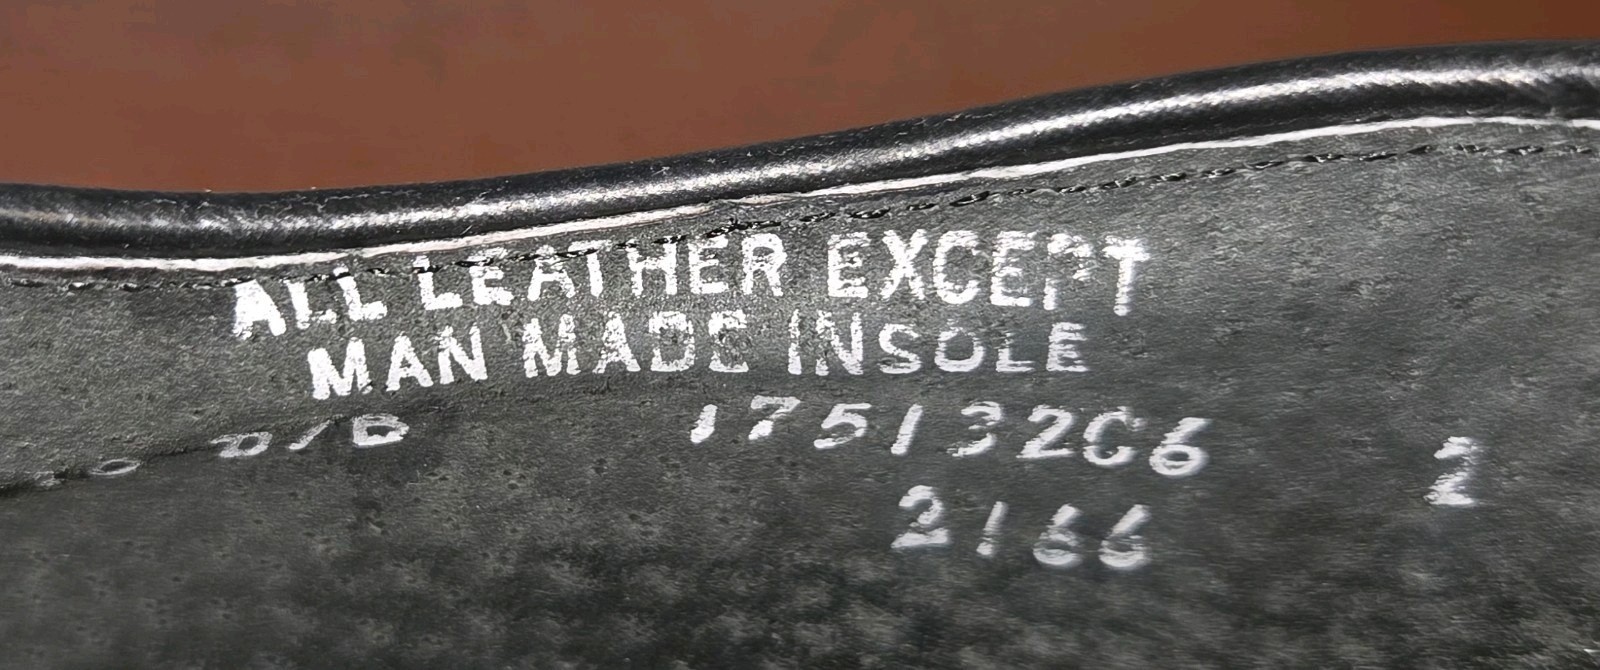 ALL LEATHER EXCEPT
MAN MADE INSOLE
D/B 175132C6 2
2166